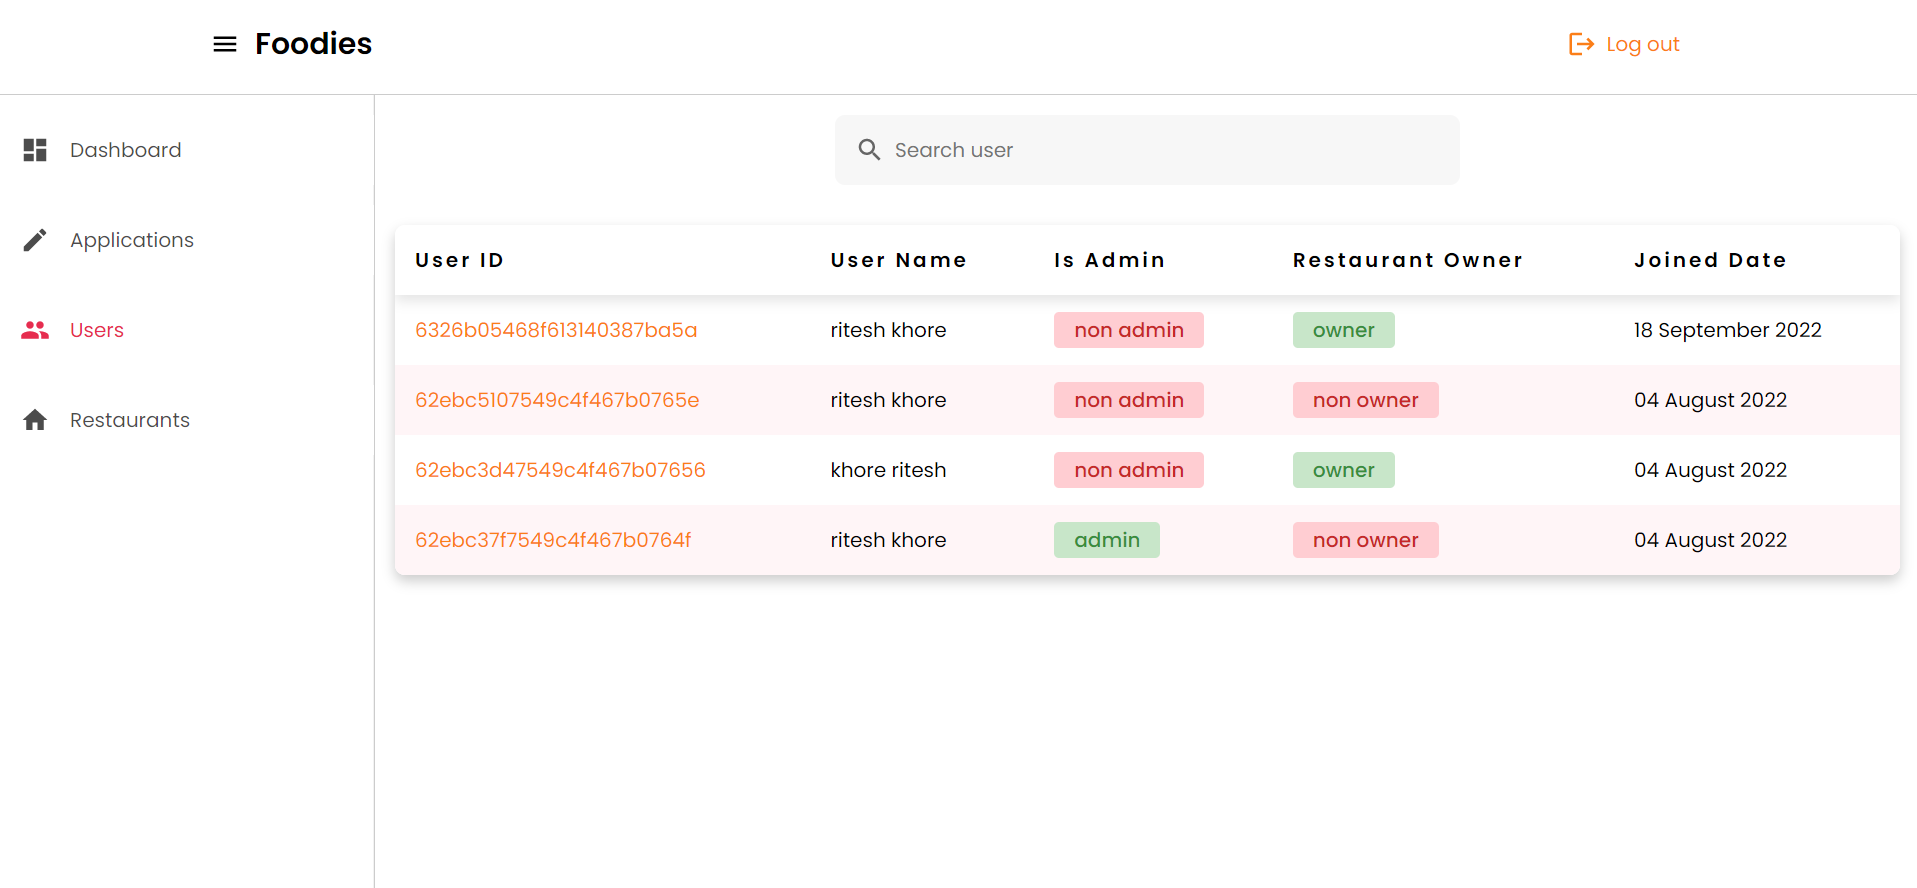 Foodies
Log out
Dashboard
Applications
Users
Restaurants
Search user
User ID User Name Is Admin Restaurant Owner Joined Date
6326b05468f613140387ba5a ritesh khore non admin owner 18 September 2022
62ebc5107549c4f467b0765e ritesh khore non admin non owner 04 August 2022
62ebc3d47549c4f467b07656 khore ritesh non admin owner 04 August 2022
62ebc37f7549c4f467b0764f ritesh khore admin non owner 04 August 2022